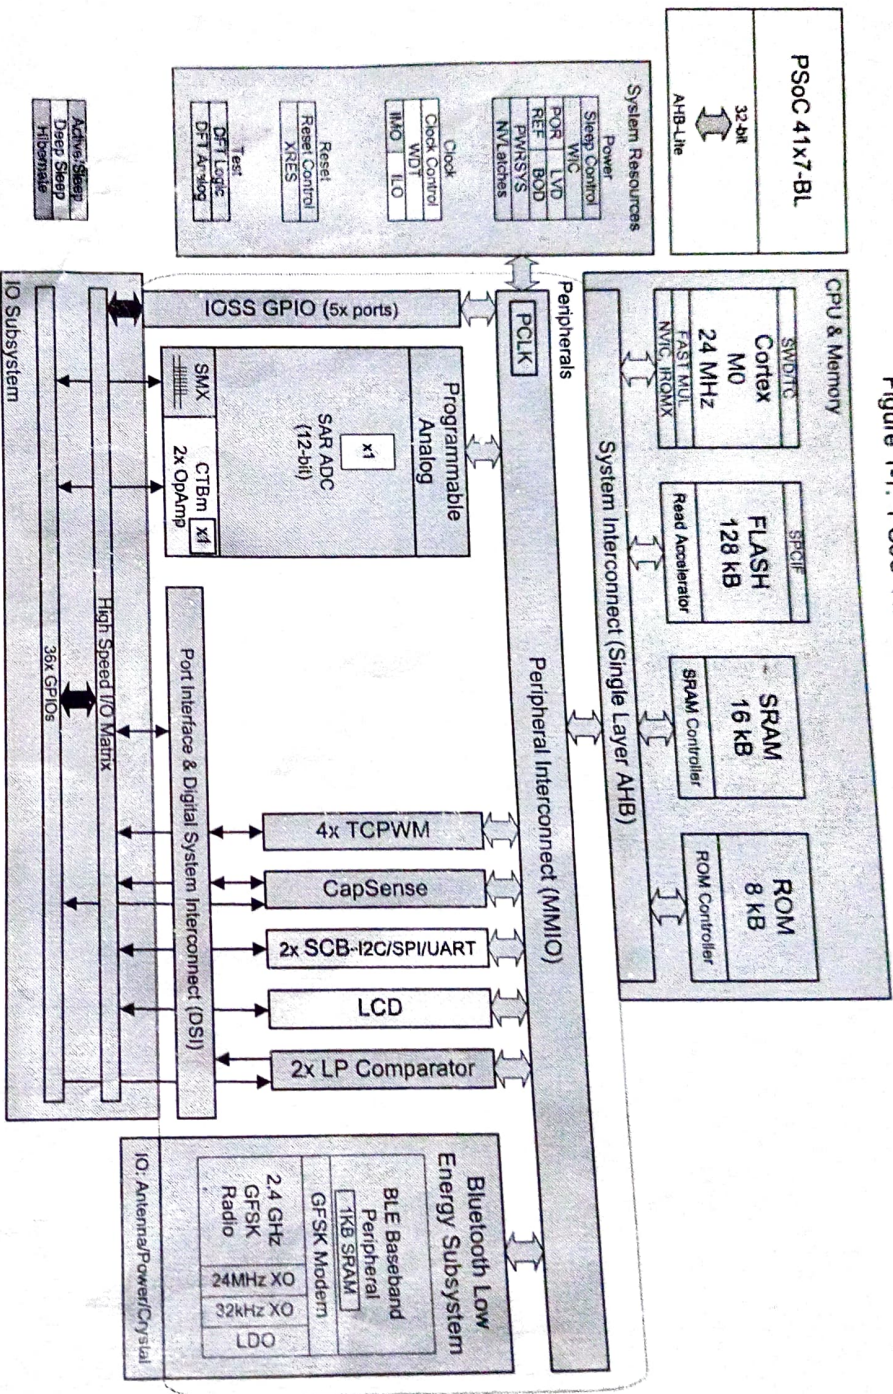 Figure 1-1.
PSoC 41x7-BL
32-bit
AHB-Lite
CPU & Memory
SWD/TC
Cortex
M0
24 MHz
FAST MUL
NVIC, IRQMX
SPCIF
FLASH
128 kB
Read Accelerator
SRAM
16 kB
SRAM Controller
ROM
8 kB
ROM Controller
System Interconnect (Single Layer AHB)
System Resources
Power
Sleep Control
WIC
POR LVD
REF BOD
PWRSYS
NVLatches
Clock
Clock Control
WDT
IMO ILO
Reset
Reset Control
XRES
Test
DFT Logic
DFT Analog
Peripherals
PCLK
Peripheral Interconnect (MMIO)
IOSS GPIO (5x ports)
Programmable
Analog
x1
SAR ADC
(12-bit)
SMX
CTBm
x1
2x OpAmp
4x TCPWM
CapSense
2x SCB-I2C/SPI/UART
LCD
2x LP Comparator
Port Interface & Digital System Interconnect (DSI)
Bluetooth Low
Energy Subsystem
BLE Baseband
Peripheral
1KB SRAM
GFSK Modem
2.4 GHz
GFSK
Radio
24MHz XO
32kHz XO
LDO
IO: Antenna/Power/Crystal
High Speed I/O Matrix
36x GPIOs
IO Subsystem
Active/Sleep
Deep Sleep
Hibernate